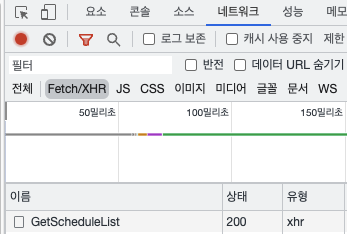 요소 콘솔 소스 네트워크 성능 메모
로그 보존 캐시 사용 중지 제한
필터 반전 데이터 URL 숨기기
전체 Fetch/XHR JS CSS 이미지 미디어 글꼴 문서 WS
50밀리초 100밀리초 150밀리초
이름 상태 유형
GetScheduleList 200 xhr